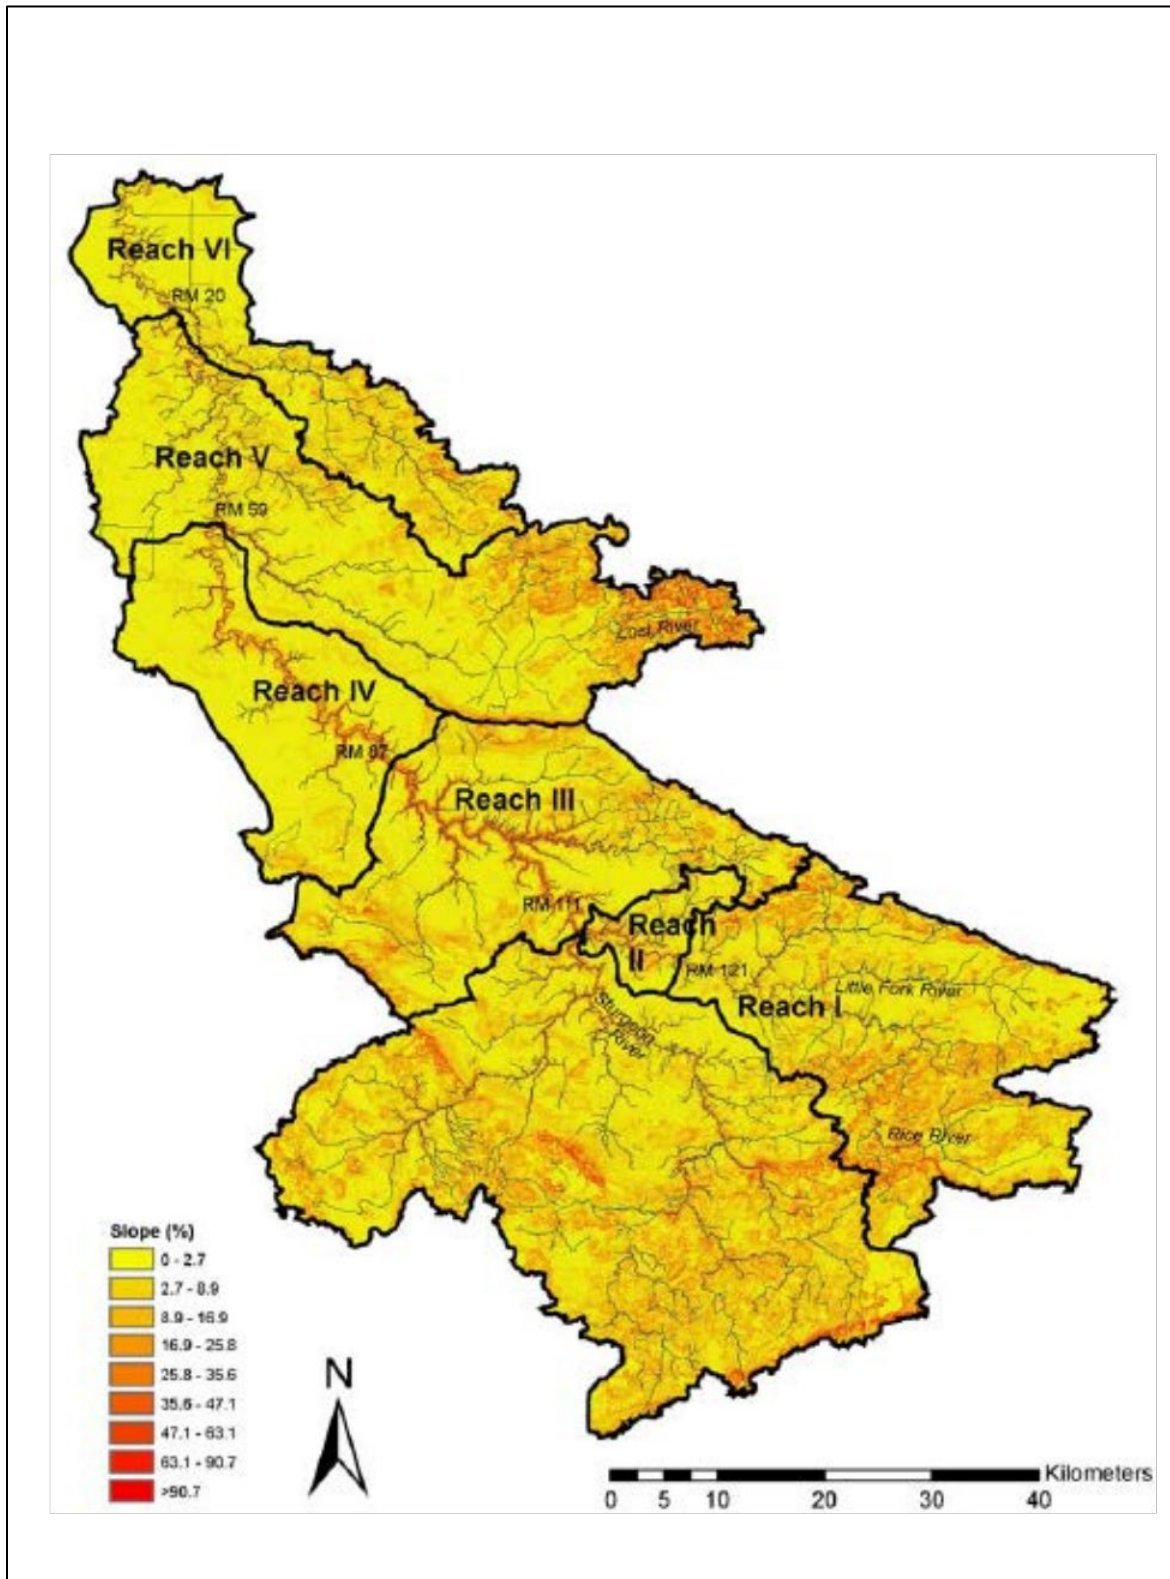 Reach VI
RM 20
Reach V
RM 59
Lost River
Reach IV
RM 87
Reach III
RM 111
Reach
II
RM 121
Little Fork River
Reach I
Sturgeon
River
Rice River
Slope (%)
0 - 2.7
2.7 - 8.9
8.9 - 16.9
16.9 - 25.8
25.8 - 35.6
35.6 - 47.1
47.1 - 63.1
63.1 - 90.7
>90.7
N
Kilometers
0 5 10 20 30 40